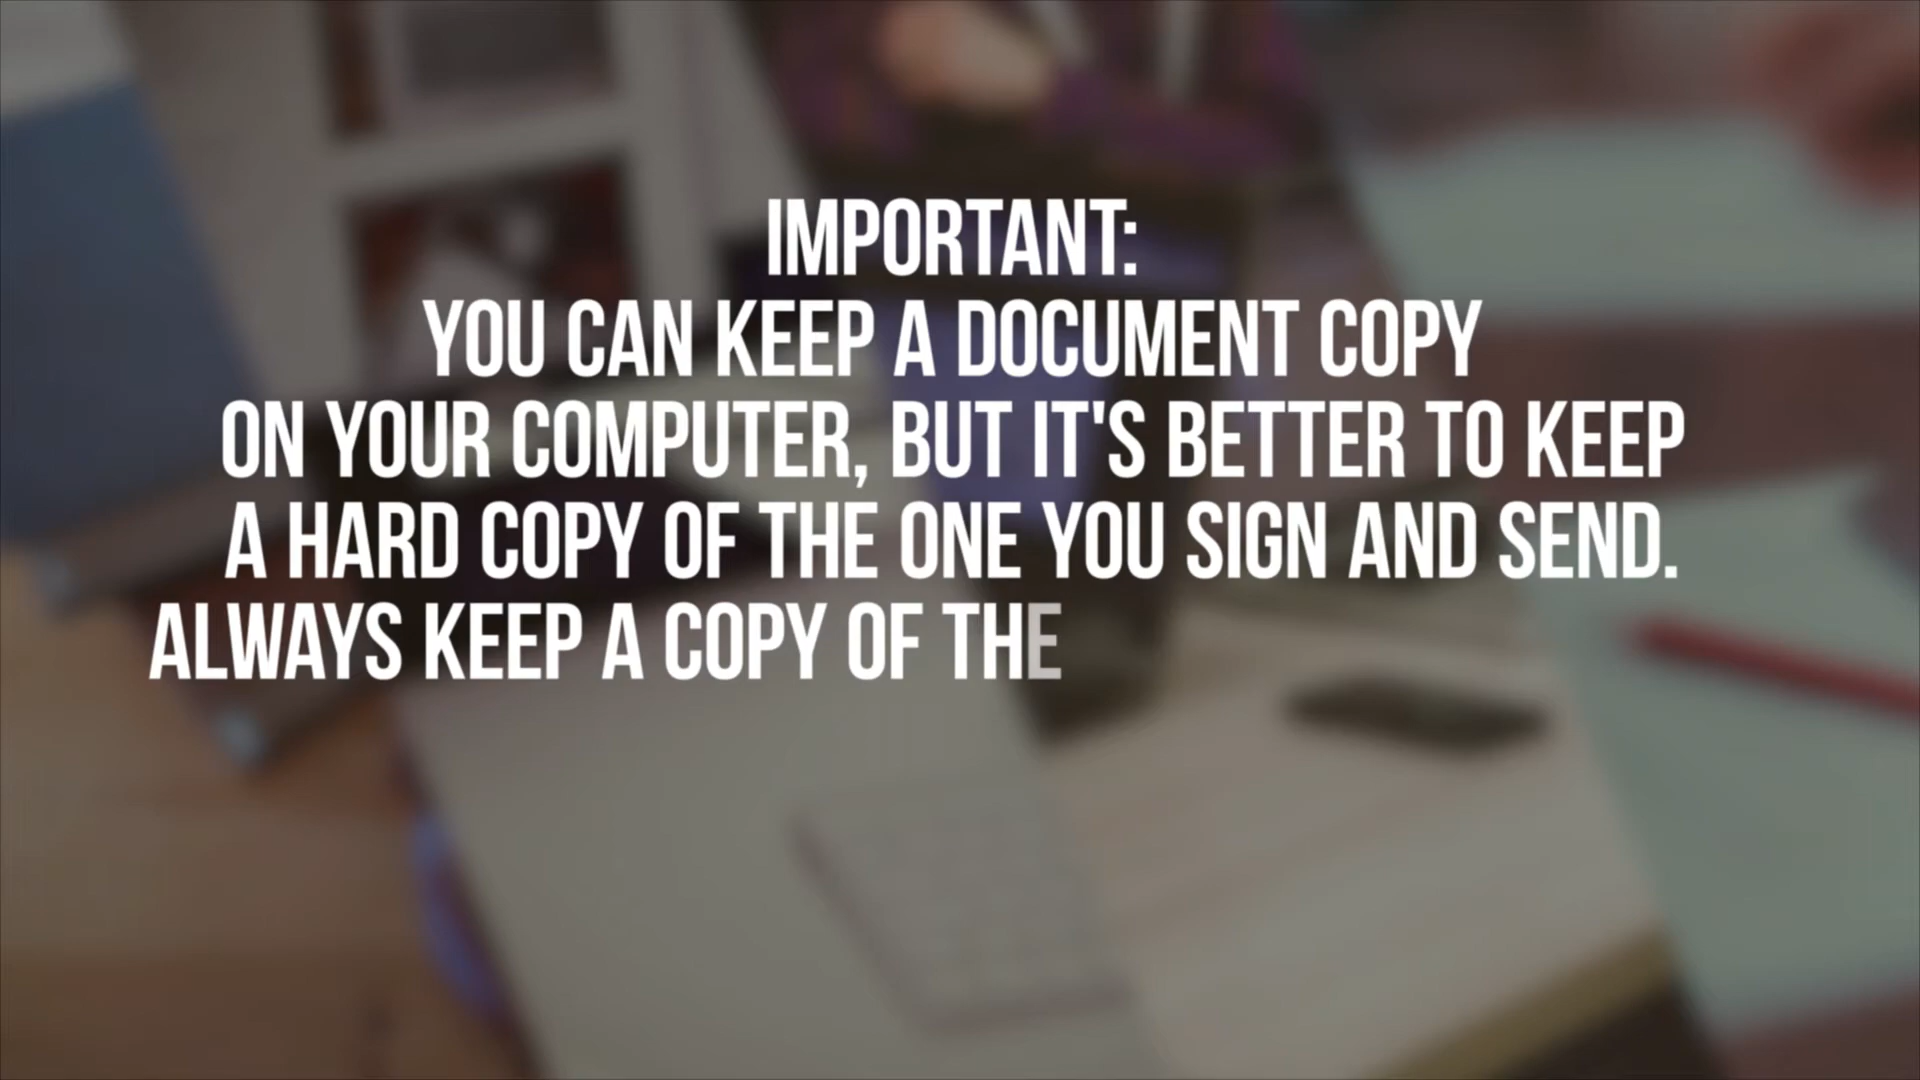 IMPORTANT:
YOU CAN KEEP A DOCUMENT COPY
ON YOUR COMPUTER, BUT IT'S BETTER TO KEEP
A HARD COPY OF THE ONE YOU SIGN AND SEND.
ALWAYS KEEP A COPY OF THE